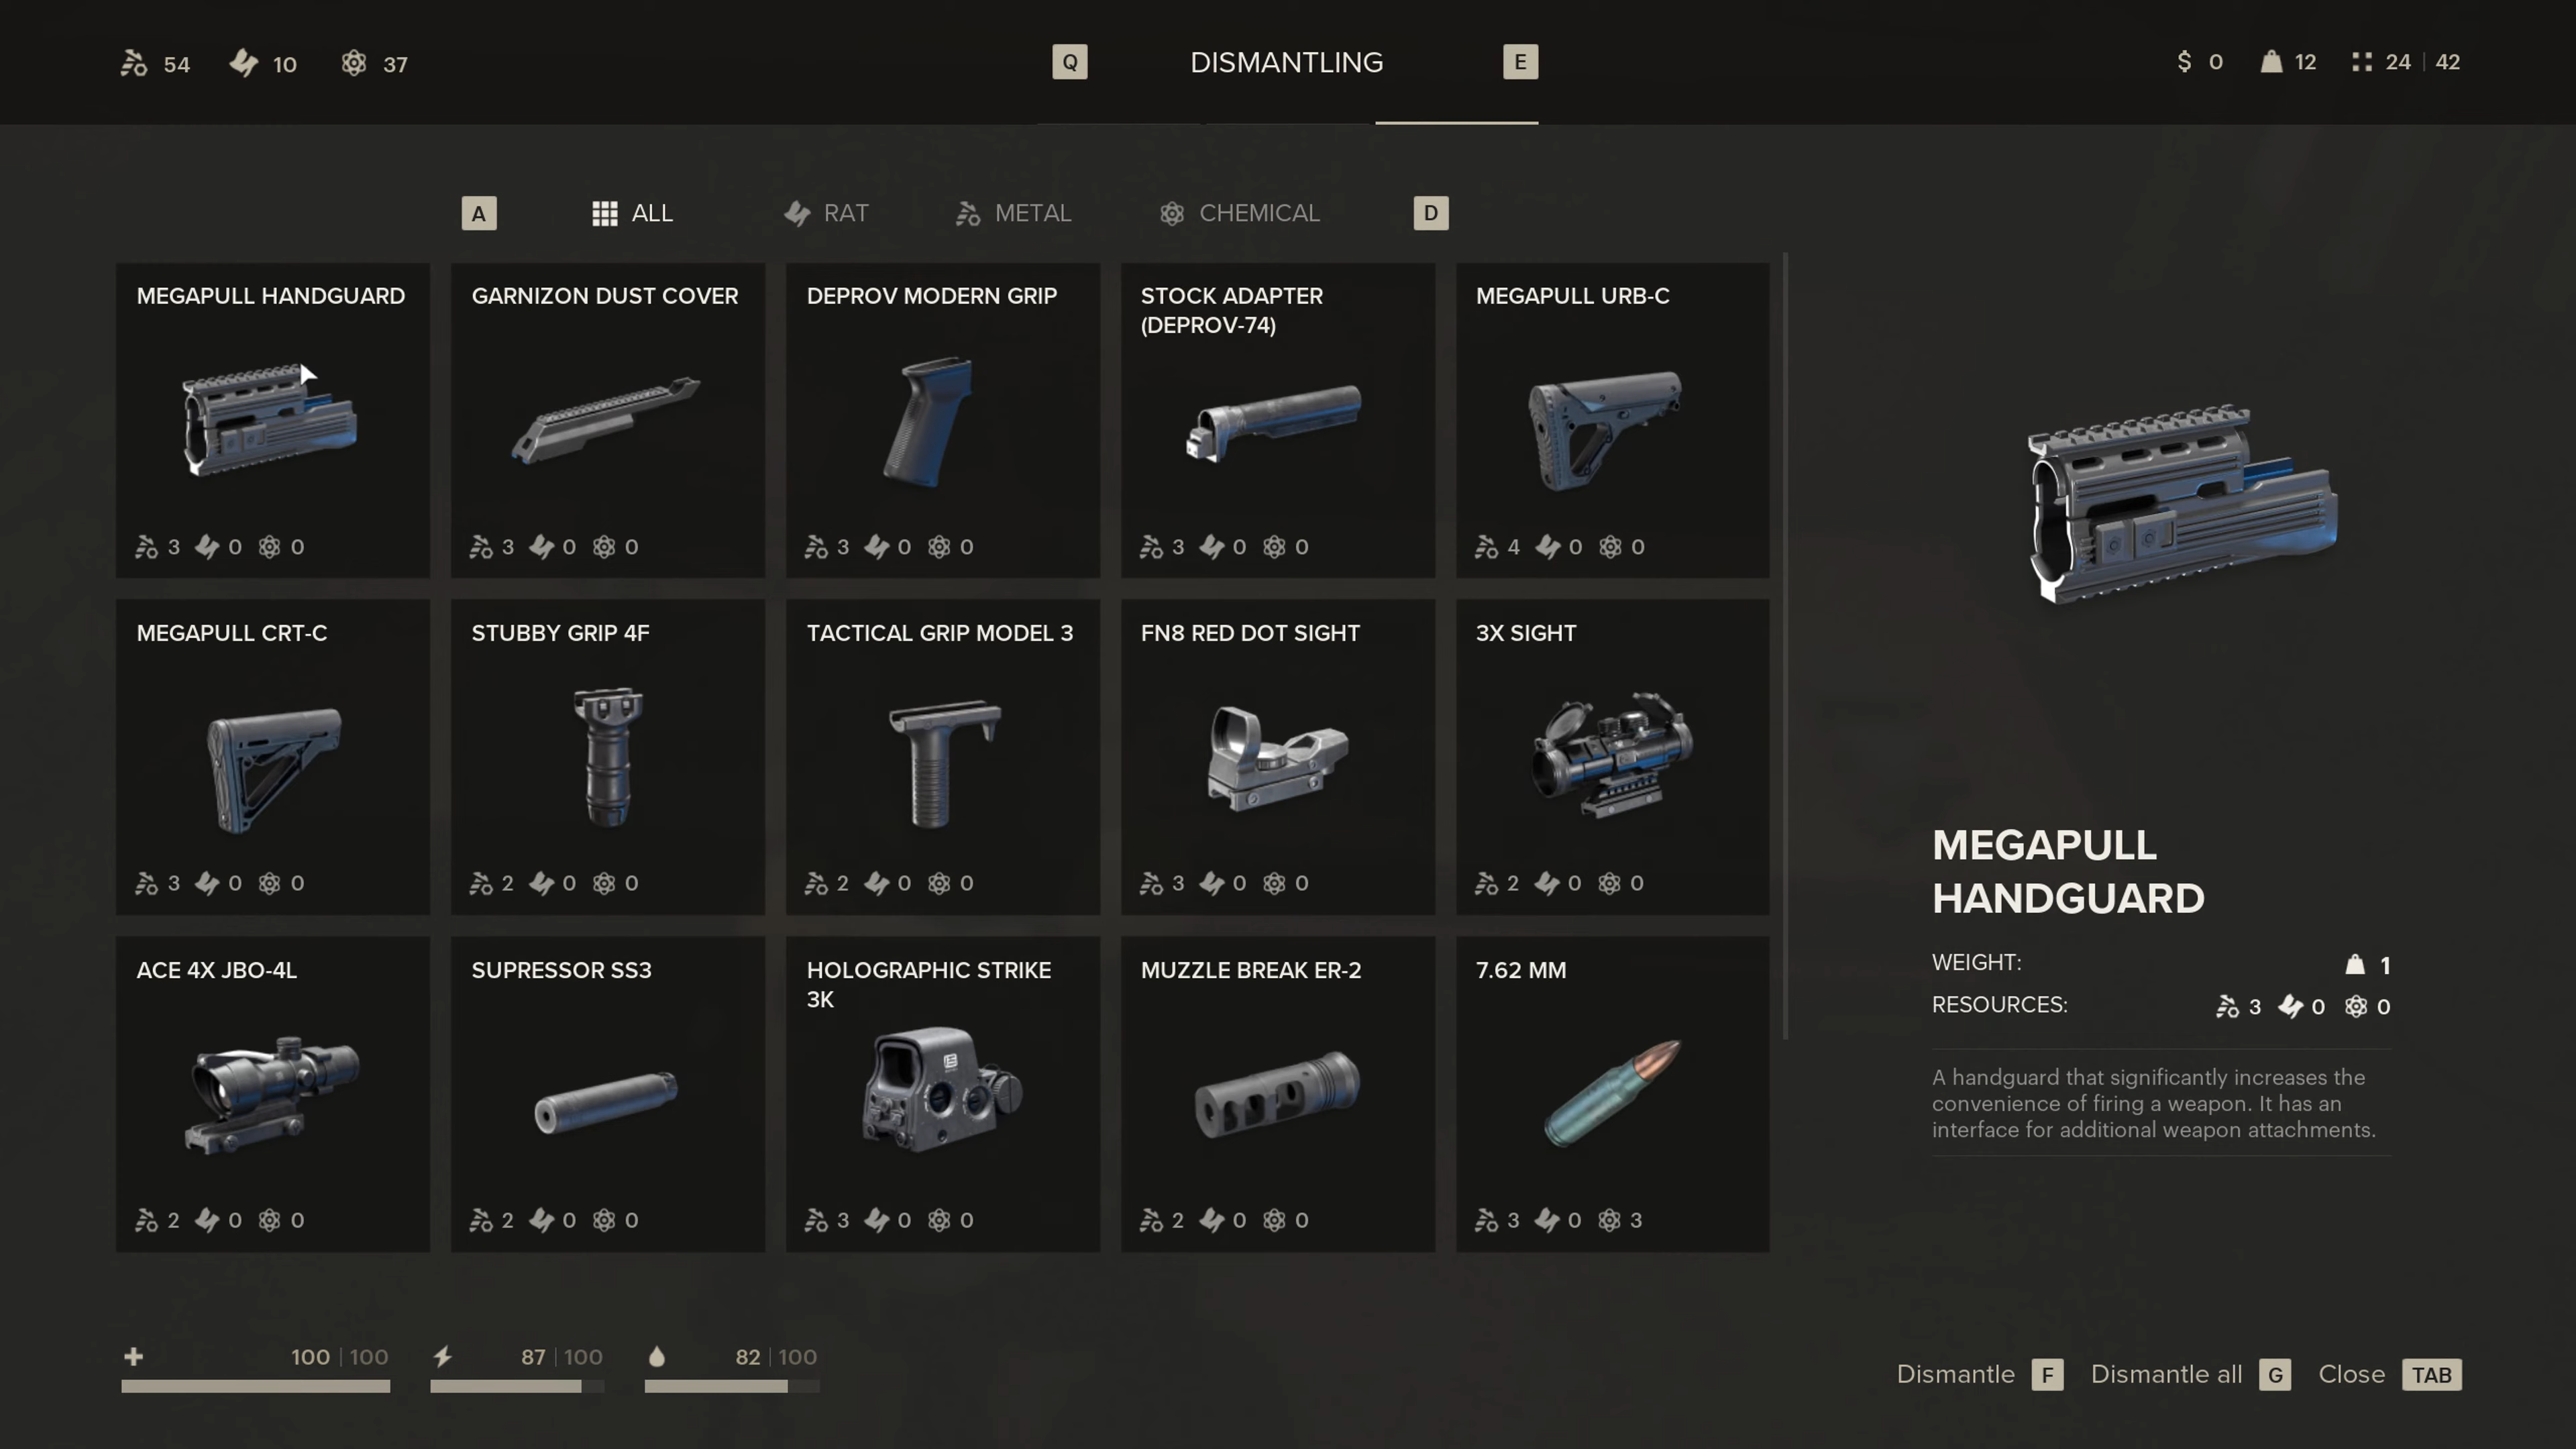 54 10 37 Q DISMANTLING E $ 0 12 24 | 42
A ALL RAT METAL CHEMICAL D
MEGAPULL HANDGUARD
3 0 0
GARNIZON DUST COVER
3 0 0
DEPROV MODERN GRIP
3 0 0
STOCK ADAPTER
(DEPROV-74)
3 0 0
MEGAPULL URB-C
4 0 0
MEGAPULL CRT-C
3 0 0
STUBBY GRIP 4F
2 0 0
TACTICAL GRIP MODEL 3
2 0 0
FN8 RED DOT SIGHT
3 0 0
3X SIGHT
2 0 0
ACE 4X JBO-4L
2 0 0
SUPRESSOR SS3
2 0 0
HOLOGRAPHIC STRIKE
3K
3 0 0
MUZZLE BREAK ER-2
2 0 0
7.62 MM
3 0 3
MEGAPULL
HANDGUARD
WEIGHT: 1
RESOURCES: 3 0 0
A handguard that significantly increases the
convenience of firing a weapon. It has an
interface for additional weapon attachments.
100 | 100 87 | 100 82 | 100
Dismantle F Dismantle all G Close TAB